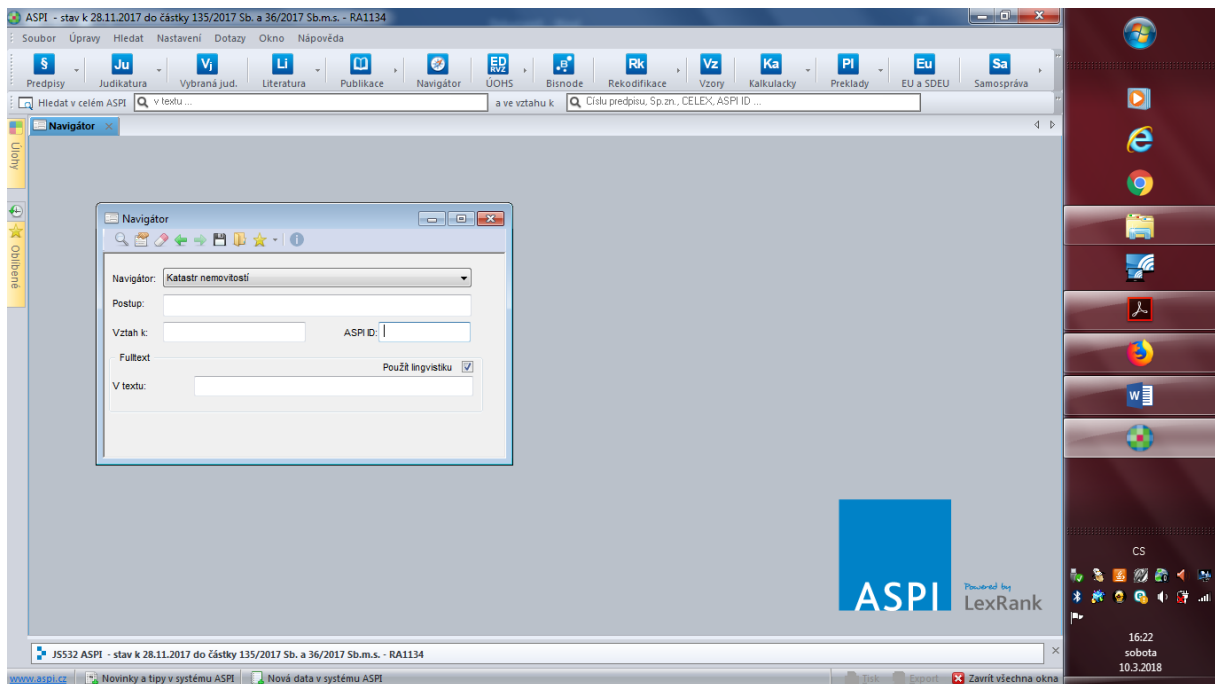 ASPI - stav k 28.11.2017 do částky 135/2017 Sb. a 36/2017 Sb.m.s. - RA1134
Soubor Úpravy Hledat Nastavení Dotazy Okno Nápověda
§ Ju Vj Li Rk Vz Ka Pl Eu Sa
Predpisy Judikatura Vybraná jud. Literatura Publikace Navigátor ÚOHS Bisnode Rekodifikace Vzory Kalkulacky Preklady EU a SDEU Samospráva
Hledat v celém ASPI v textu ... a ve vztahu k Číslu predpisu, Sp.zn., CELEX, ASPI ID ...
Navigátor
Úlohy
Oblíbené
Navigátor
Navigátor: Katastr nemovitostí
Postup:
Vztah k: ASPI ID:
Fulltext
Použít lingvistiku
V textu:
ASPI
Powered by
LexRank
CS
JS532 ASPI - stav k 28.11.2017 do částky 135/2017 Sb. a 36/2017 Sb.m.s. - RA1134
www.aspi.cz Novinky a tipy v systému ASPI Nová data v systému ASPI Tisk Export Zavrít všechna okna
16:22
sobota
10.3.2018